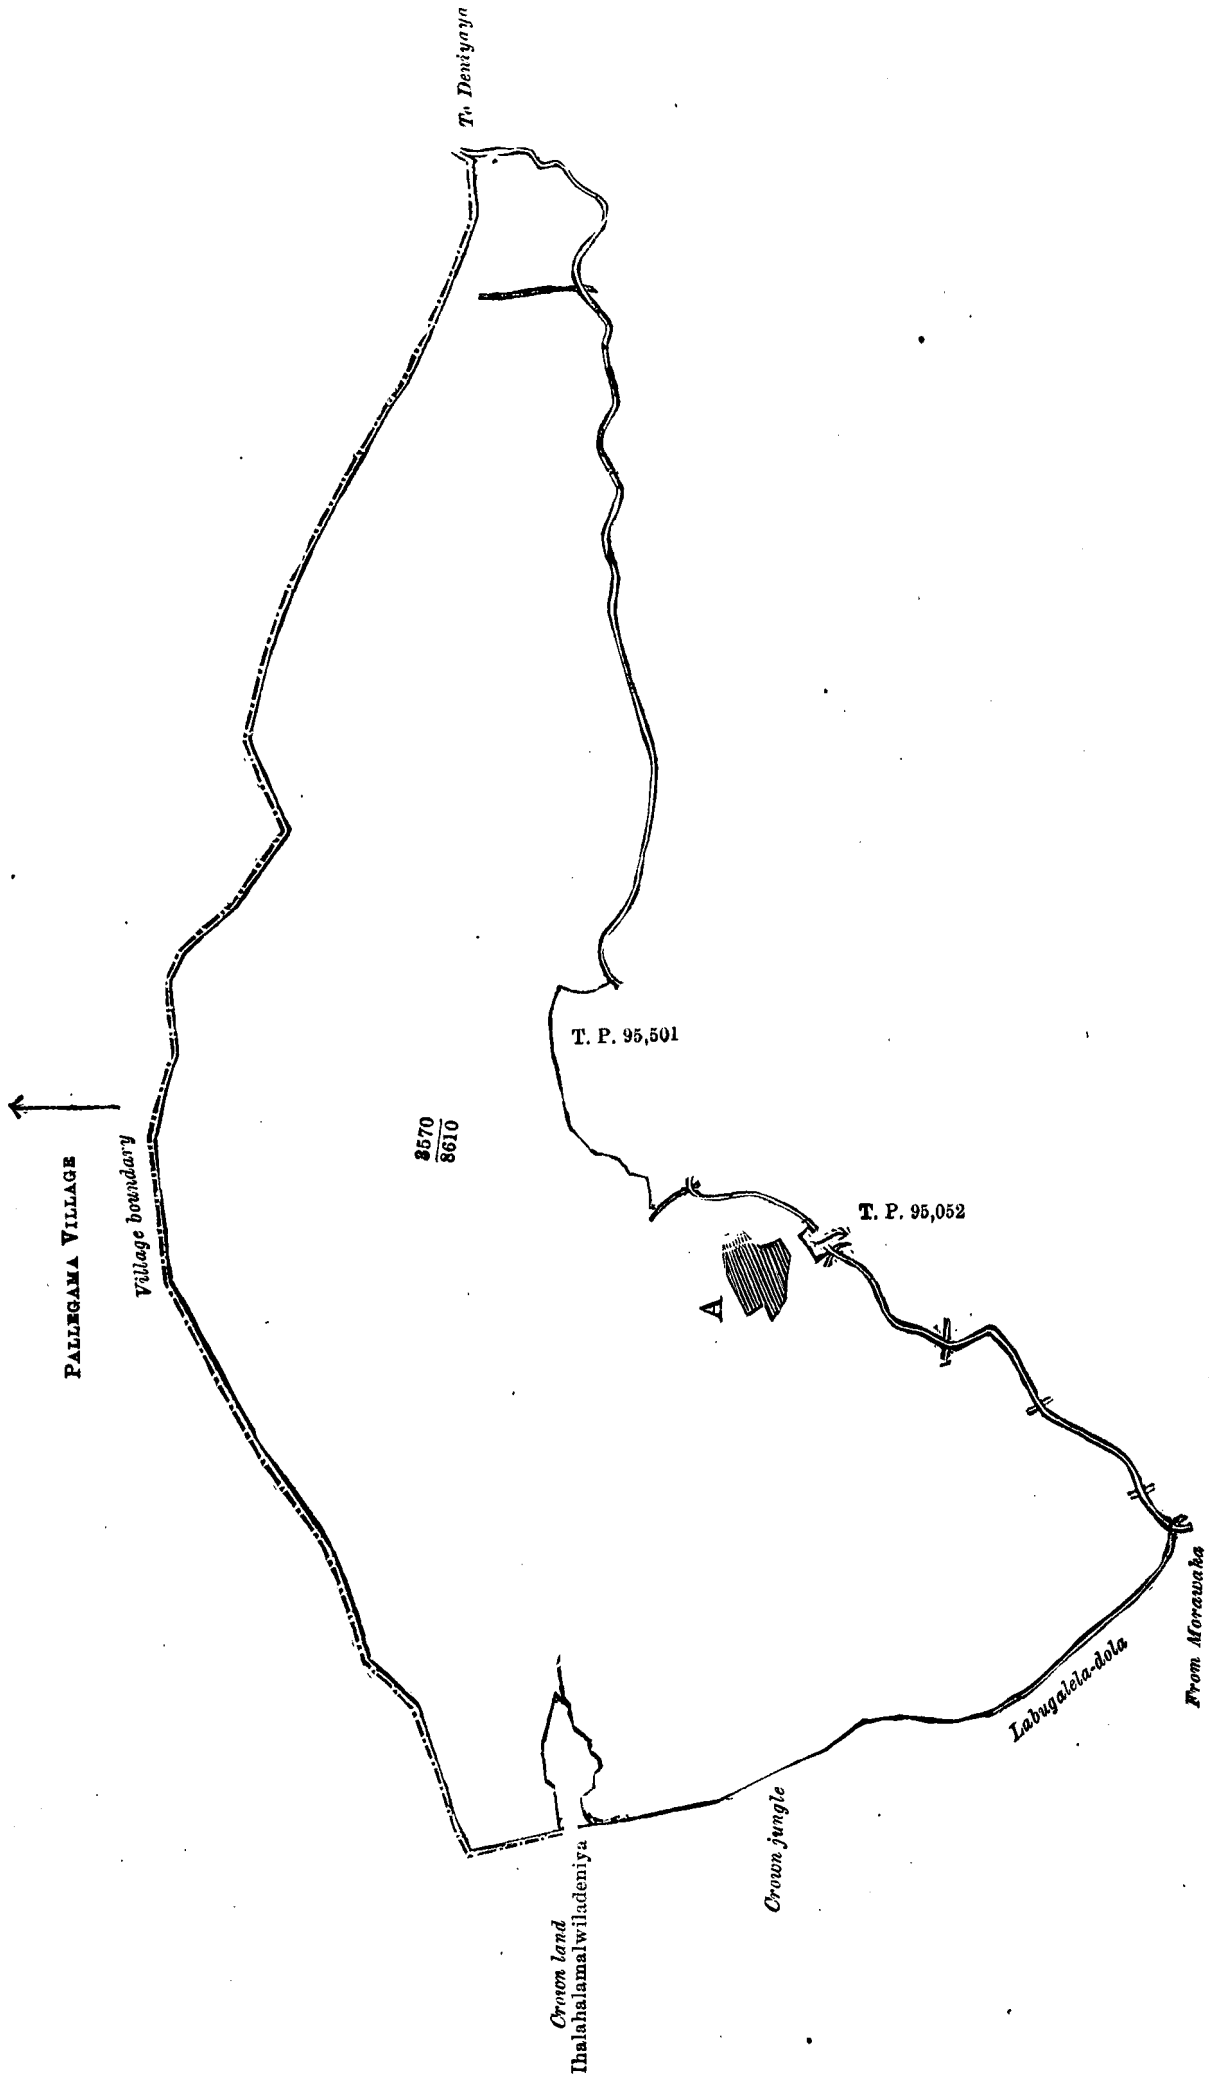 To Deniyaya
PALLEGAMA VILLAGE
Village boundary
T. P. 95,501
3570
8610
T. P. 95,052
A
From Morawaka
Labugalela-dola
Crown jungle
Crown land
Ihalahalamalwiladeniya